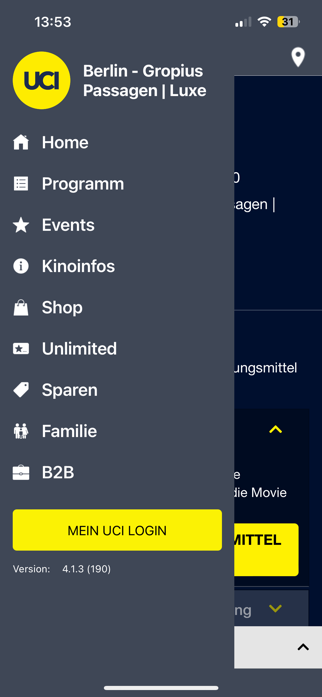 13:53
31
UCI
Berlin - Gropius
Passagen | Luxe
Home
Programm
Events
Kinoinfos
Shop
Unlimited
Sparen
Familie
B2B
MEIN UCI LOGIN
Version: 4.1.3 (190)
0
sagen |
ungsmittel
e
die Movie
MITTEL
ng